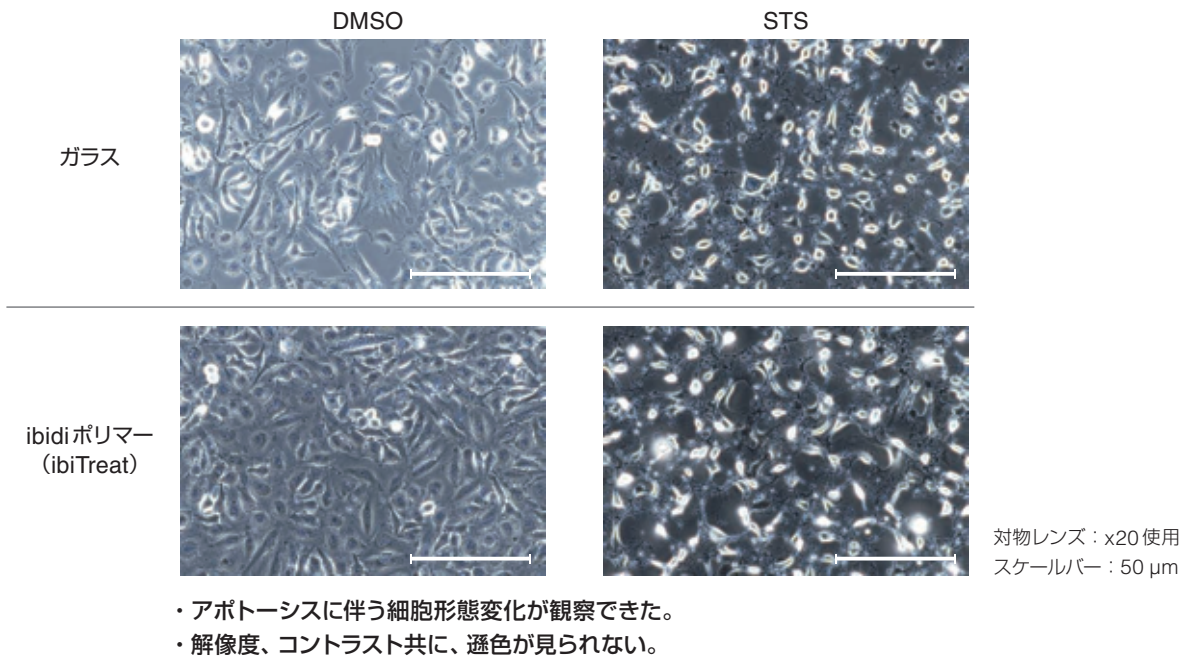 DMSO
STS
ガラス
ibidiポリマー
（ibiTreat）
対物レンズ：x20使用
スケールバー：50 µm
・アポトーシスに伴う細胞形態変化が観察できた。
・解像度、コントラスト共に、遜色が見られない。